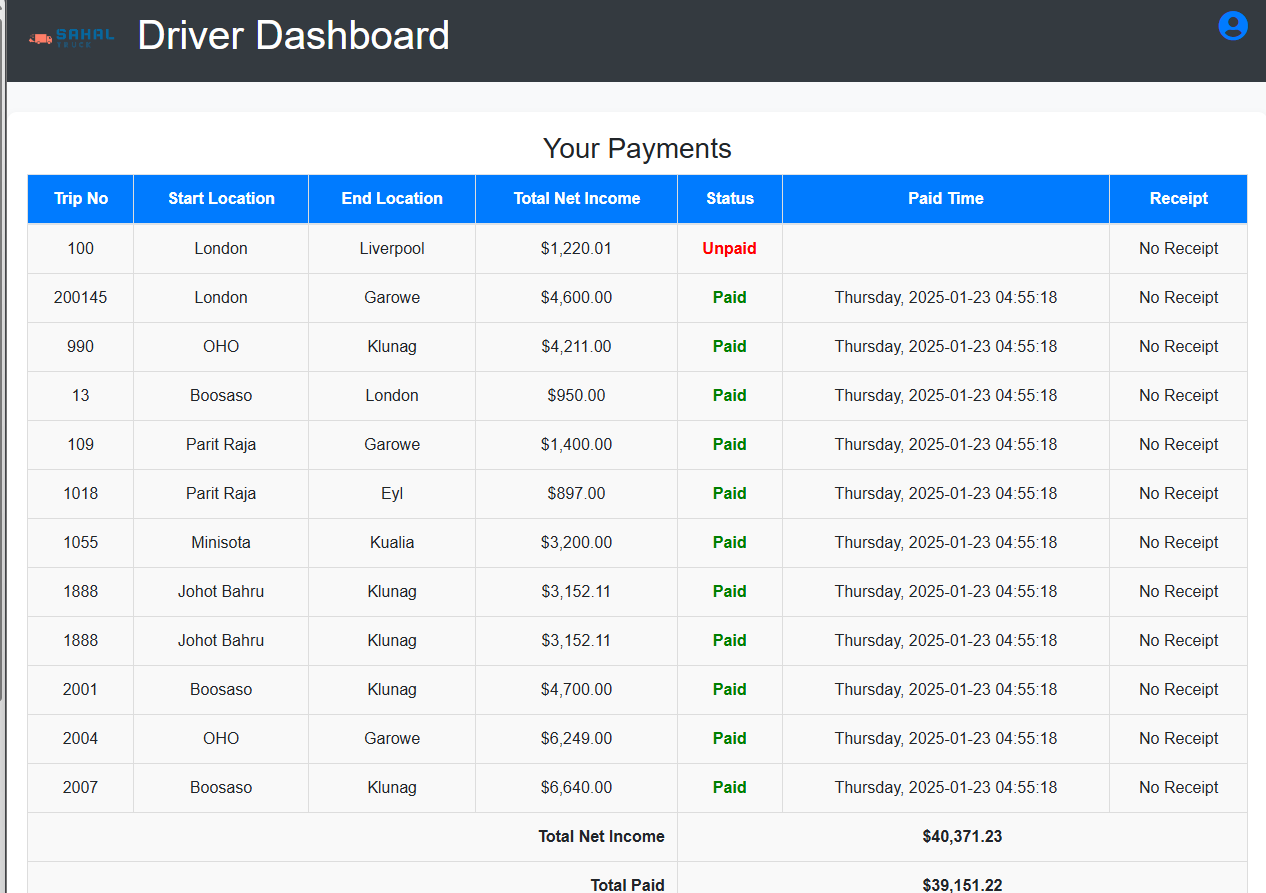 SAHAL
TRUCK
Driver Dashboard
Your Payments
Trip No Start Location End Location Total Net Income Status Paid Time Receipt
100 London Liverpool $1,220.01 Unpaid No Receipt
200145 London Garowe $4,600.00 Paid Thursday, 2025-01-23 04:55:18 No Receipt
990 OHO Klunag $4,211.00 Paid Thursday, 2025-01-23 04:55:18 No Receipt
13 Boosaso London $950.00 Paid Thursday, 2025-01-23 04:55:18 No Receipt
109 Parit Raja Garowe $1,400.00 Paid Thursday, 2025-01-23 04:55:18 No Receipt
1018 Parit Raja Eyl $897.00 Paid Thursday, 2025-01-23 04:55:18 No Receipt
1055 Minisota Kualia $3,200.00 Paid Thursday, 2025-01-23 04:55:18 No Receipt
1888 Johot Bahru Klunag $3,152.11 Paid Thursday, 2025-01-23 04:55:18 No Receipt
1888 Johot Bahru Klunag $3,152.11 Paid Thursday, 2025-01-23 04:55:18 No Receipt
2001 Boosaso Klunag $4,700.00 Paid Thursday, 2025-01-23 04:55:18 No Receipt
2004 OHO Garowe $6,249.00 Paid Thursday, 2025-01-23 04:55:18 No Receipt
2007 Boosaso Klunag $6,640.00 Paid Thursday, 2025-01-23 04:55:18 No Receipt
Total Net Income $40,371.23
Total Paid $39,151.22